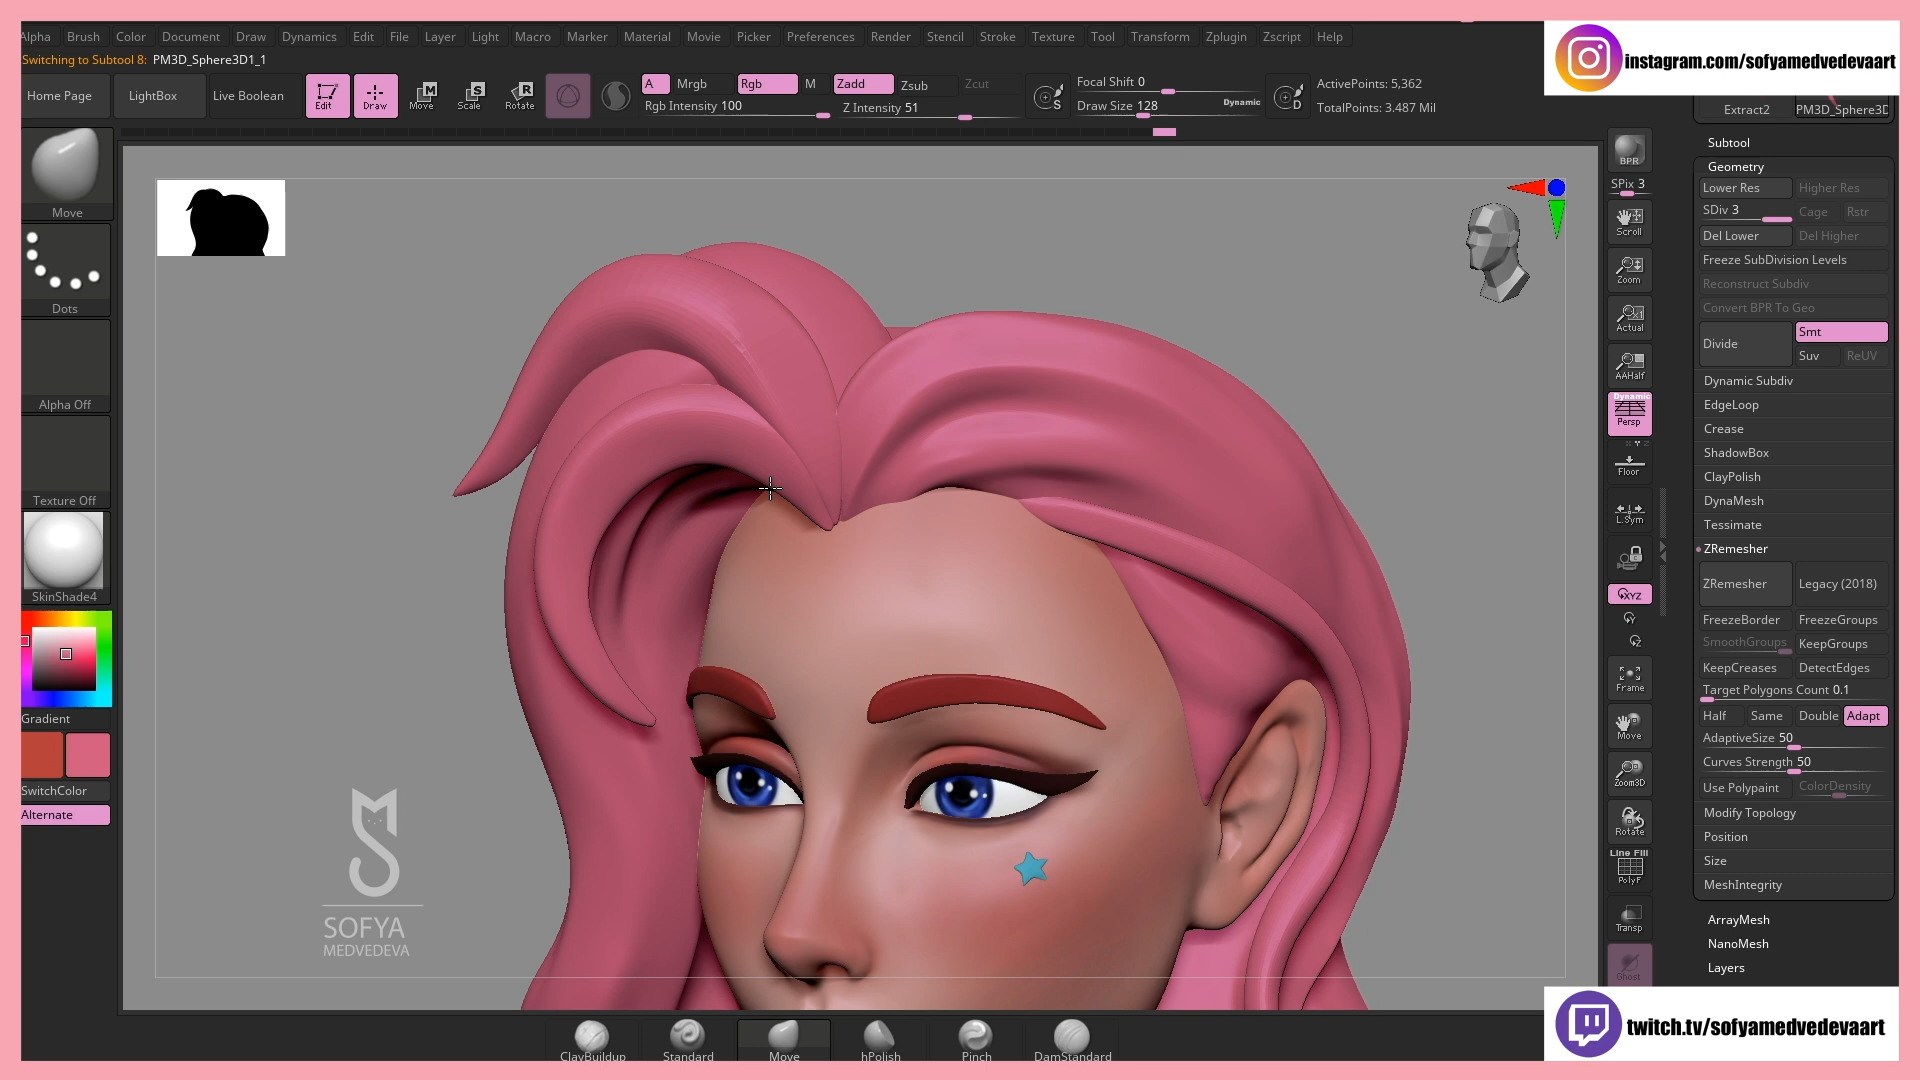 Alpha Brush Color Document Draw Dynamics Edit File Layer Light Macro Marker Material Movie Picker Preferences Render Stencil Stroke Texture Tool Transform Zplugin Zscript Help
instagram.com/sofyamedvedevaart
Switching to Subtool 8: PM3D_Sphere3D1_1
Home Page LightBox Live Boolean Edit Draw Move Scale Rotate
A Mrgb Rgb M Zadd Zsub Zcut
Rgb Intensity 100 Z Intensity 51
Focal Shift 0
Draw Size 128 Dynamic
ActivePoints: 5,362
TotalPoints: 3.487 Mil
Extract2 PM3D_Sphere3D
Move
Dots
Alpha Off
Texture Off
SkinShade4
Gradient
SwitchColor
Alternate
SOFYA
MEDVEDEVA
BPR
SPix 3
Scroll
Zoom
Actual
AAHalf
Dynamic
Persp
Floor
L.Sym
XYZ
Frame
Move
Zoom3D
Rotate
Line Fill
PolyF
Transp
Ghost
Subtool
Geometry
Lower Res Higher Res
SDiv 3 Cage Rstr
Del Lower Del Higher
Freeze SubDivision Levels
Reconstruct Subdiv
Convert BPR To Geo
Divide Smt
Suv ReUV
Dynamic Subdiv
EdgeLoop
Crease
ShadowBox
ClayPolish
DynaMesh
Tessimate
ZRemesher
ZRemesher Legacy (2018)
FreezeBorder FreezeGroups
SmoothGroups KeepGroups
KeepCreases DetectEdges
Target Polygons Count 0.1
Half Same Double Adapt
AdaptiveSize 50
Curves Strength 50
Use Polypaint ColorDensity
Modify Topology
Position
Size
MeshIntegrity
ArrayMesh
NanoMesh
Layers
ClayBuildup Standard Move hPolish Pinch DamStandard
twitch.tv/sofyamedvedevaart